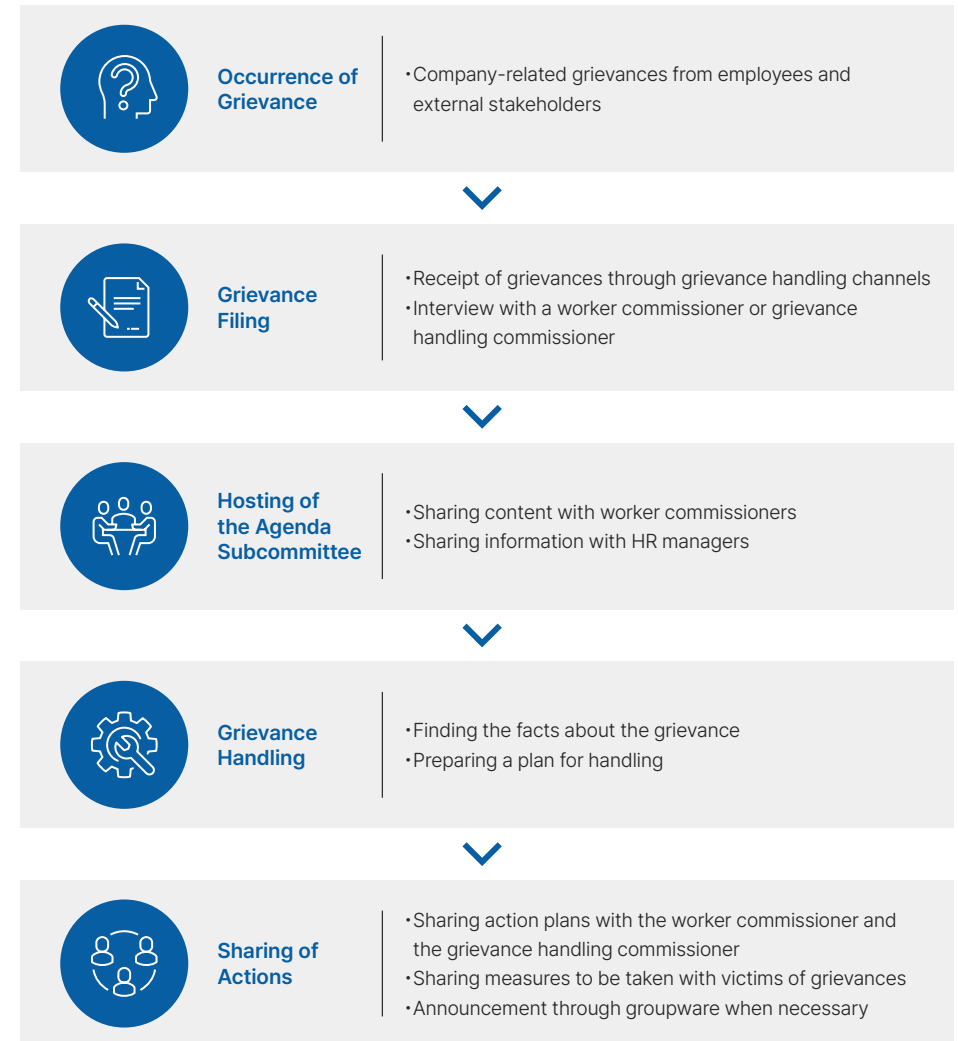 Occurrence of
Grievance
·Company-related grievances from employees and
external stakeholders
Grievance
Filing
·Receipt of grievances through grievance handling channels
·Interview with a worker commissioner or grievance
handling commissioner
Hosting of
the Agenda
Subcommittee
·Sharing content with worker commissioners
·Sharing information with HR managers
Grievance
Handling
·Finding the facts about the grievance
·Preparing a plan for handling
Sharing of
Actions
·Sharing action plans with the worker commissioner and
the grievance handling commissioner
·Sharing measures to be taken with victims of grievances
·Announcement through groupware when necessary